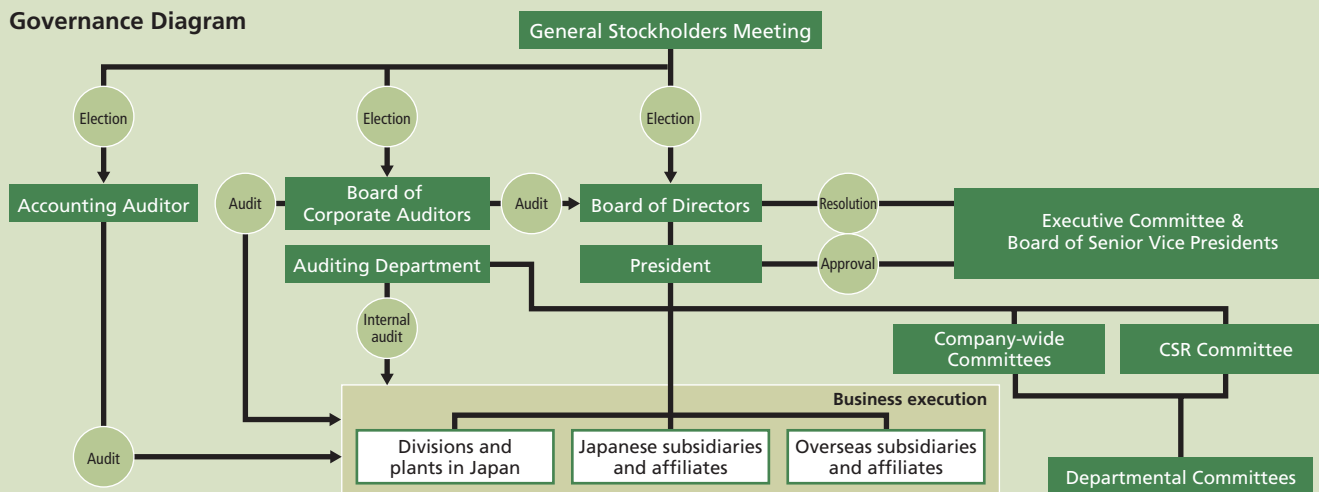 Governance Diagram
General Stockholders Meeting
Election
Election
Election
Accounting Auditor
Audit
Board of
Corporate Auditors
Audit
Board of Directors
Resolution
Executive Committee &
Board of Senior Vice Presidents
Auditing Department
President
Approval
Internal
audit
Company-wide
Committees
CSR Committee
Business execution
Divisions and
plants in Japan
Japanese subsidiaries
and affiliates
Overseas subsidiaries
and affiliates
Audit
Departmental Committees